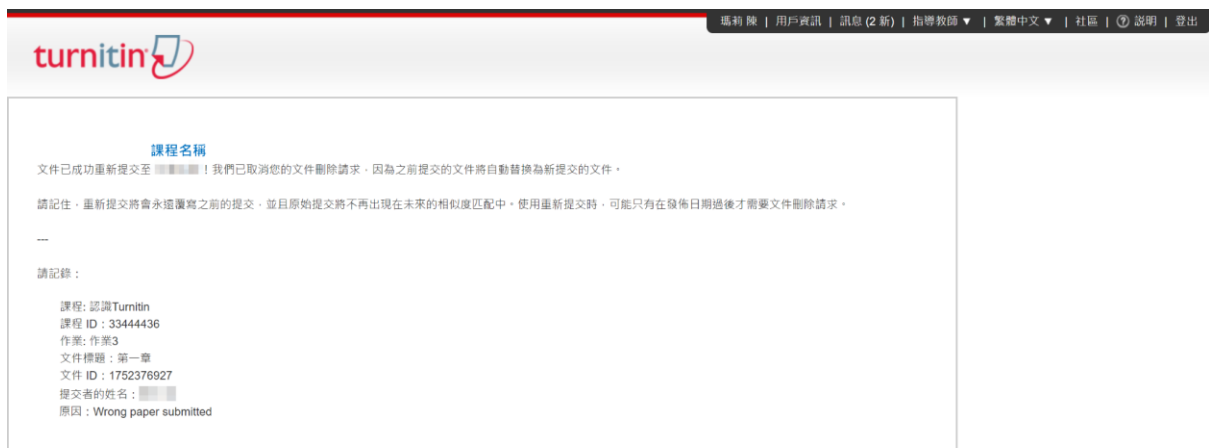 瑪莉 陳 | 用戶資訊 | 訊息 (2 新) | 指導教師 ▼ | 繁體中文 ▼ | 社區 | ? 說明 | 登出
turnitin
課程名稱
文件已成功重新提交至 ！我們已取消您的文件刪除請求，因為之前提交的文件將自動替換為新提交的文件。
請記住，重新提交將會永遠覆寫之前的提交，並且原始提交將不再出現在未來的相似度匹配中。使用重新提交時，可能只有在發佈日期過後才需要文件刪除請求。
---
請記錄：
課程: 認識Turnitin
課程 ID：33444436
作業: 作業3
文件標題：第一章
文件 ID：1752376927
提交者的姓名：
原因：Wrong paper submitted